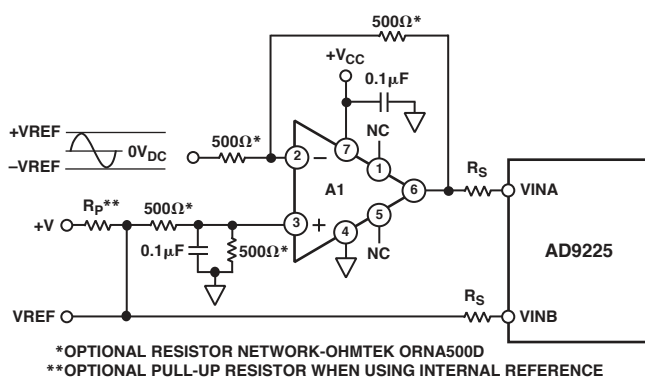 500Ω*
+VCC
0.1µF
+VREF
0VDC
–VREF
500Ω*
NC
2
–
7
1
A1
6
RS
VINA
RP**
+V
500Ω*
3
+
5
4
0.1µF
500Ω*
NC
AD9225
VREF
RS
VINB
*OPTIONAL RESISTOR NETWORK-OHMTEK ORNA500D
**OPTIONAL PULL-UP RESISTOR WHEN USING INTERNAL REFERENCE